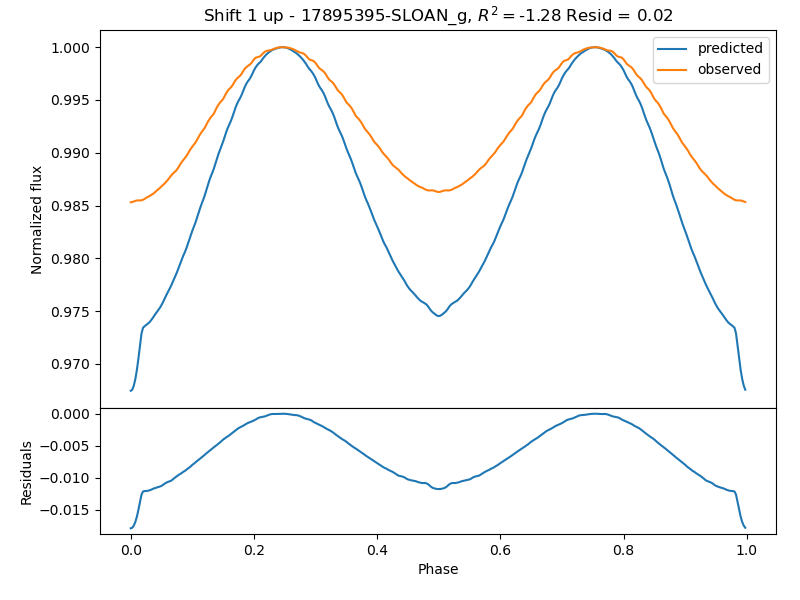 Shift 1 up - 17895395-SLOAN_g, R² = -1.28 Resid = 0.02
predicted
observed
1.000
0.995
0.990
0.985
0.980
0.975
0.970
Normalized flux
0.000
−0.005
−0.010
−0.015
Residuals
0.0 0.2 0.4 0.6 0.8 1.0
Phase